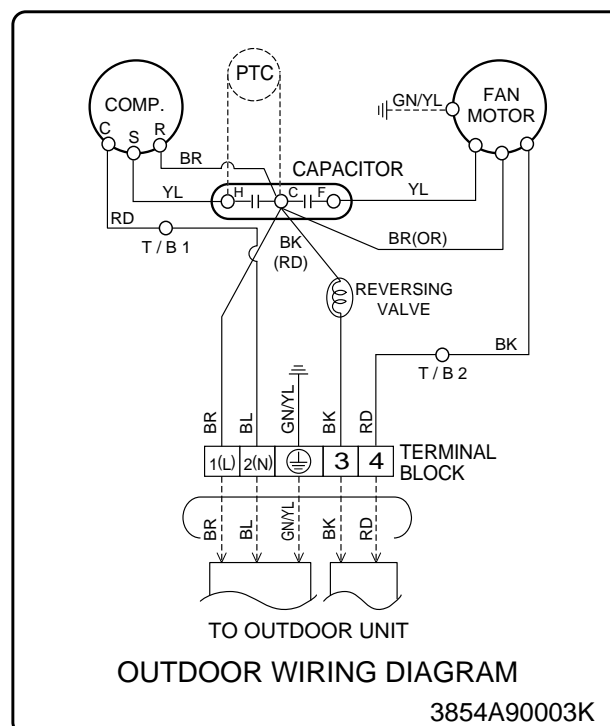 PTC
COMP.
C
S
R
GN/YL
FAN
MOTOR
BR
CAPACITOR
YL
H
C
F
YL
RD
T / B 1
BK
(RD)
BR(OR)
REVERSING
VALVE
BK
T / B 2
BR
BL
GN/YL
BK
RD
1(L)
2(N)
3
4
TERMINAL
BLOCK
BR
BL
GN/YL
BK
RD
TO OUTDOOR UNIT
OUTDOOR WIRING DIAGRAM
3854A90003K